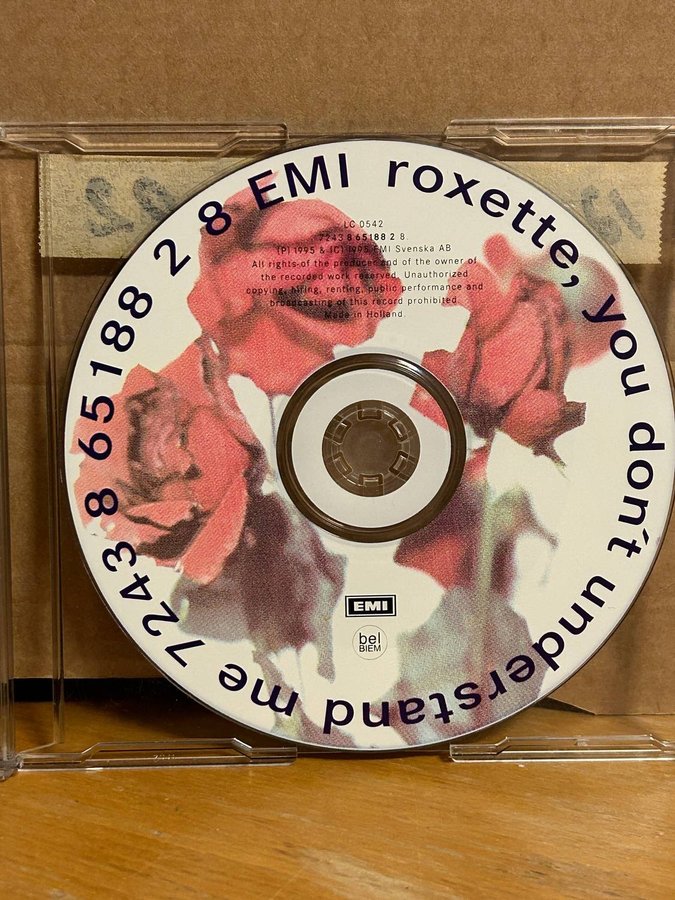 EMI roxette, you don't understand me 7243 8 65188 2 8
LC 0542
7243 8 65188 2 8
(P) 1995 & (C) 1995 EMI Svenska AB
All rights of the producer and of the owner of
the recorded work reserved. Unauthorized
copying, hiring, renting, public performance and
broadcasting of this record prohibited.
Made in Holland.
EMI
bel
BIEM